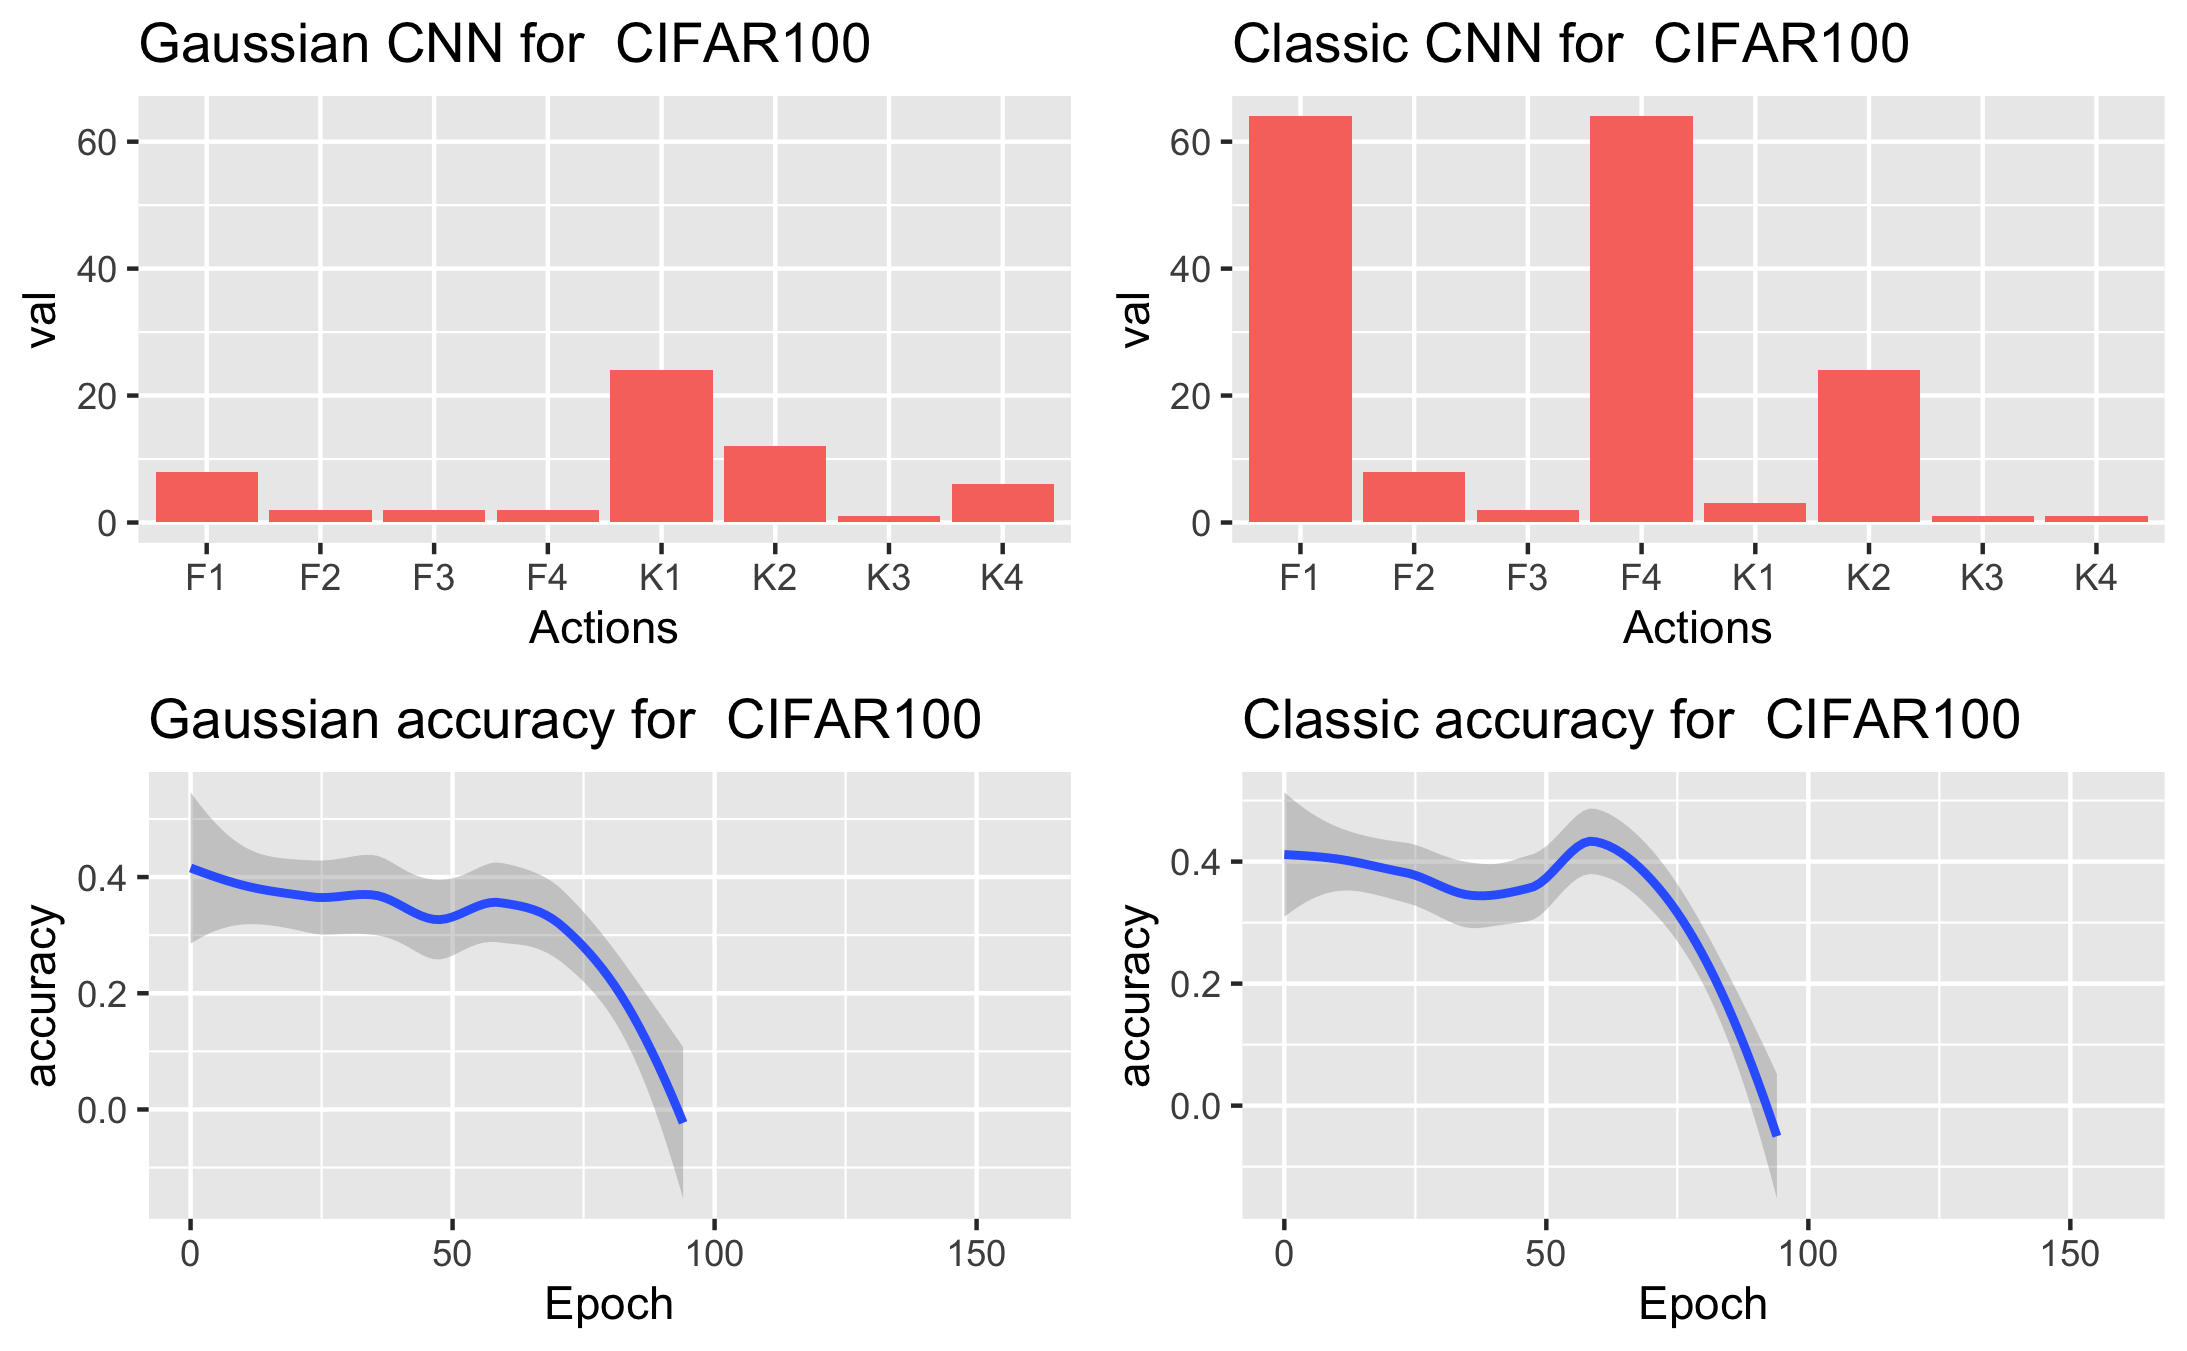 Gaussian CNN for  CIFAR100
60
40
20
0
val
F1 F2 F3 F4 K1 K2 K3 K4
Actions
Classic CNN for  CIFAR100
60
40
20
0
val
F1 F2 F3 F4 K1 K2 K3 K4
Actions
Gaussian accuracy for  CIFAR100
0.4
0.2
0.0
accuracy
0 50 100 150
Epoch
Classic accuracy for  CIFAR100
0.4
0.2
0.0
accuracy
0 50 100 150
Epoch